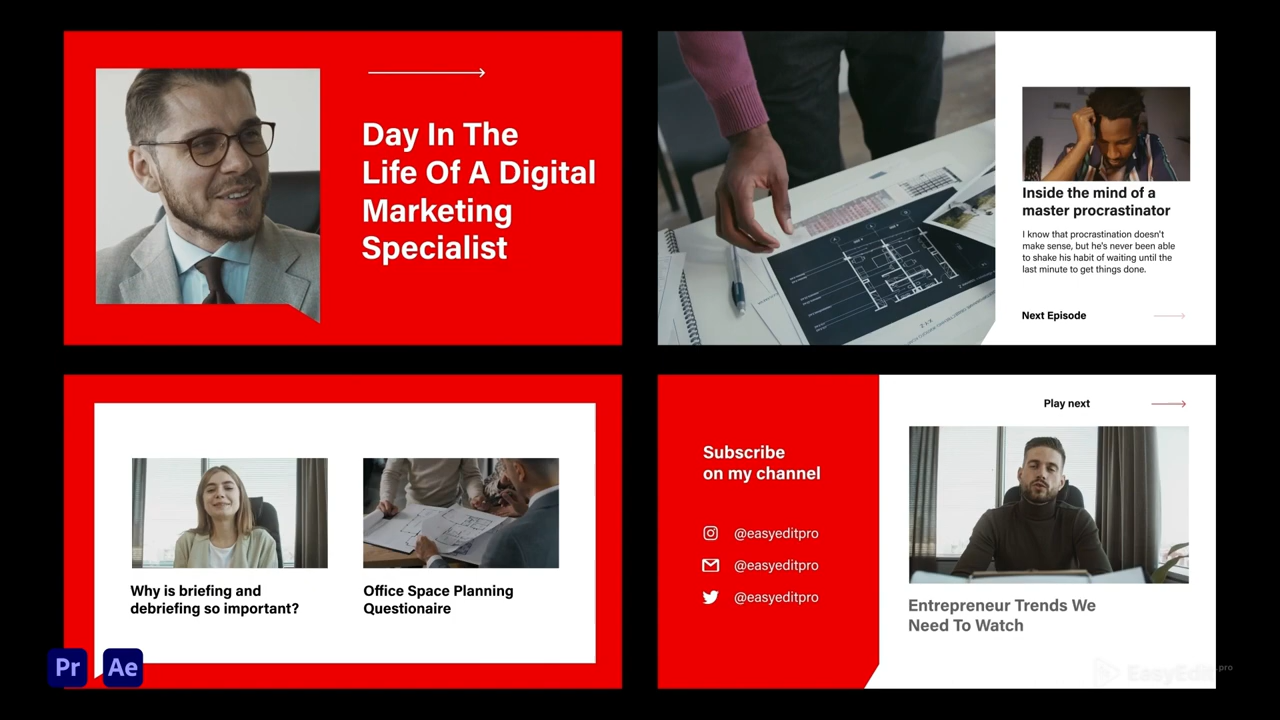 Day In The
Life Of A Digital
Marketing
Specialist
Inside the mind of a
master procrastinator
I know that procrastination doesn't
make sense, but he's never been able
to shake his habit of waiting until the
last minute to get things done.
Next Episode
Why is briefing and
debriefing so important?
Office Space Planning
Questionaire
Pr
Ae
Subscribe
on my channel
@easyeditpro
@easyeditpro
@easyeditpro
Play next
Entrepreneur Trends We
Need To Watch
EasyEdit.pro